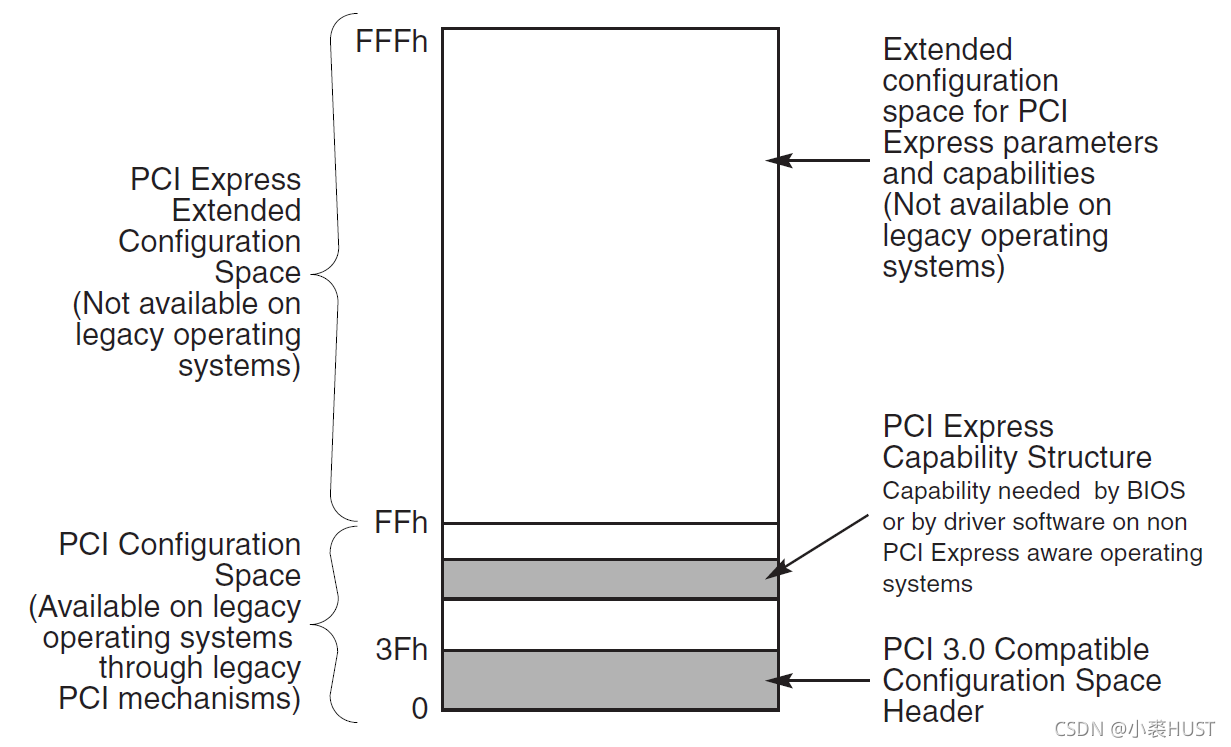 FFFh
PCI Express
Extended
Configuration
Space
(Not available on
legacy operating
systems)
Extended
configuration
space for PCI
Express parameters
and capabilities
(Not available on
legacy operating
systems)
FFh
PCI Configuration
Space
(Available on legacy
operating systems
through legacy
PCI mechanisms)
PCI Express
Capability Structure
Capability needed by BIOS
or by driver software on non
PCI Express aware operating
systems
3Fh
0
PCI 3.0 Compatible
Configuration Space
Header
CSDN @小裘HUST